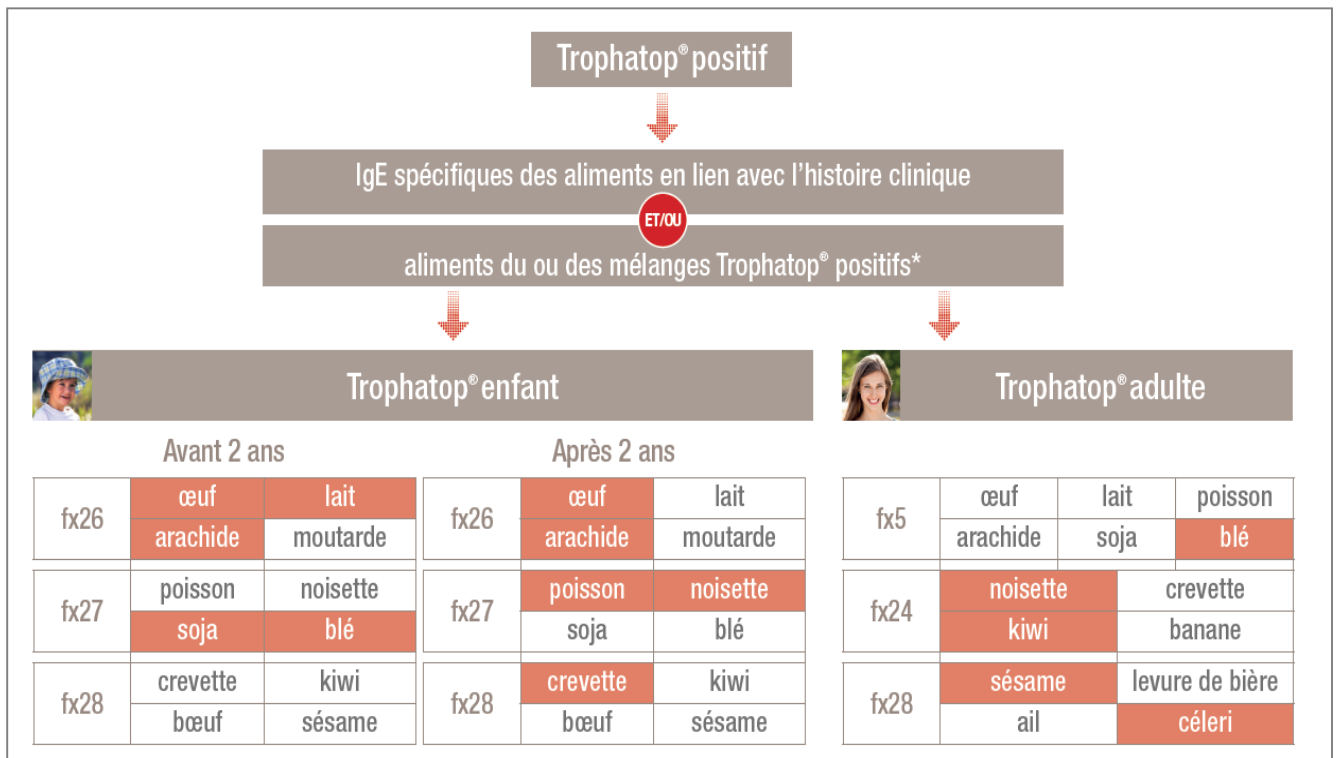 Trophatop® positif
IgE spécifiques des aliments en lien avec l'histoire clinique
ET/OU
aliments du ou des mélanges Trophatop® positifs*
Trophatop® enfant
Avant 2 ans
fx26
œuf lait
arachide moutarde
fx27
poisson noisette
soja blé
fx28
crevette kiwi
bœuf sésame
Après 2 ans
fx26
œuf lait
arachide moutarde
fx27
poisson noisette
soja blé
fx28
crevette kiwi
bœuf sésame
Trophatop® adulte
fx5
œuf lait poisson
arachide soja blé
fx24
noisette crevette
kiwi banane
fx28
sésame levure de bière
ail céleri